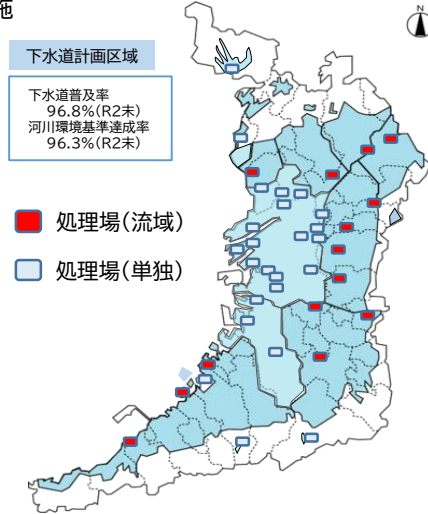 施
N
下水道計画区域
下水道普及率
96.8%(R2末)
河川環境基準達成率
96.3%(R2末)
処理場(流域)
処理場(単独)